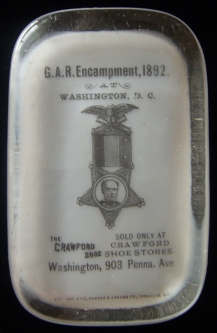 G.A.R. Encampment, 1892.
AT
WASHINGTON, D. C.
THE
CRAWFORD
SHOE
SOLD ONLY AT
CRAWFORD
SHOE STORES
Washington, 903 Penna. Ave